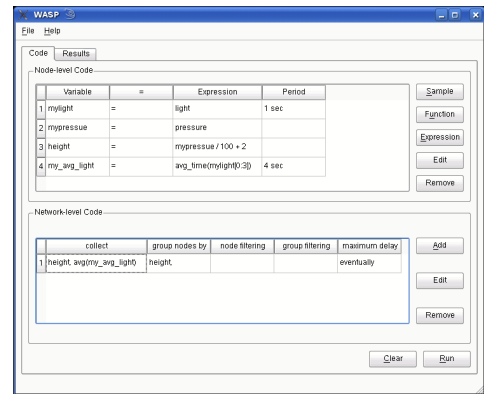 WASP
File Help
Code Results
Node-level Code
Variable = Expression Period
1 mylight = light 1 sec
2 mypressue = pressure
3 height = mypressue / 100 + 2
4 my_avg_light = avg_time(mylight[0:3]) 4 sec
Sample
Function
Expression
Edit
Remove
Network-level Code
collect group nodes by node filtering group filtering maximum delay
1 height, avg(my_avg_light) height, eventually
Add
Edit
Remove
Clear Run